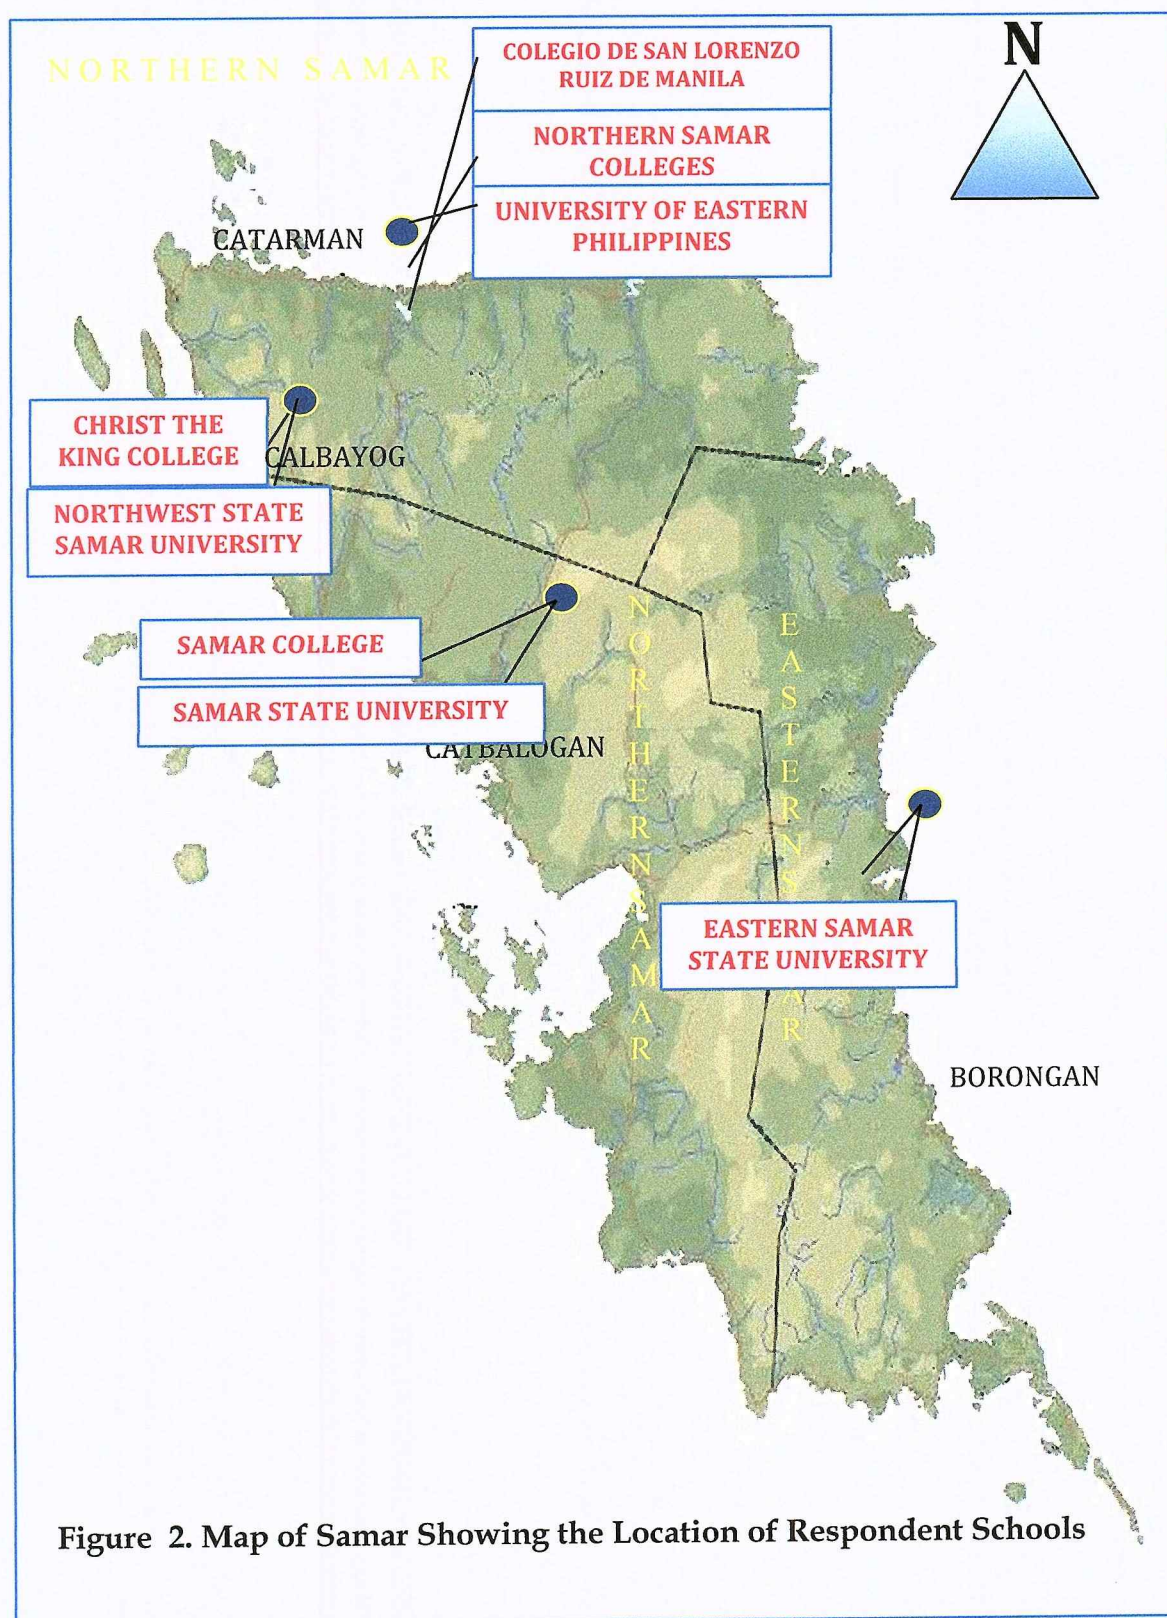 N
NORTHERN SAMAR
COLEGIO DE SAN LORENZO
RUIZ DE MANILA
NORTHERN SAMAR
COLLEGES
UNIVERSITY OF EASTERN
PHILIPPINES
CATARMAN
CHRIST THE
KING COLLEGE
CALBAYOG
NORTHWEST STATE
SAMAR UNIVERSITY
SAMAR COLLEGE
SAMAR STATE UNIVERSITY
CATBALOGAN
NORTHERN SAMAR
EASTERN S AR
EASTERN SAMAR
STATE UNIVERSITY
BORONGAN
Figure 2. Map of Samar Showing the Location of Respondent Schools